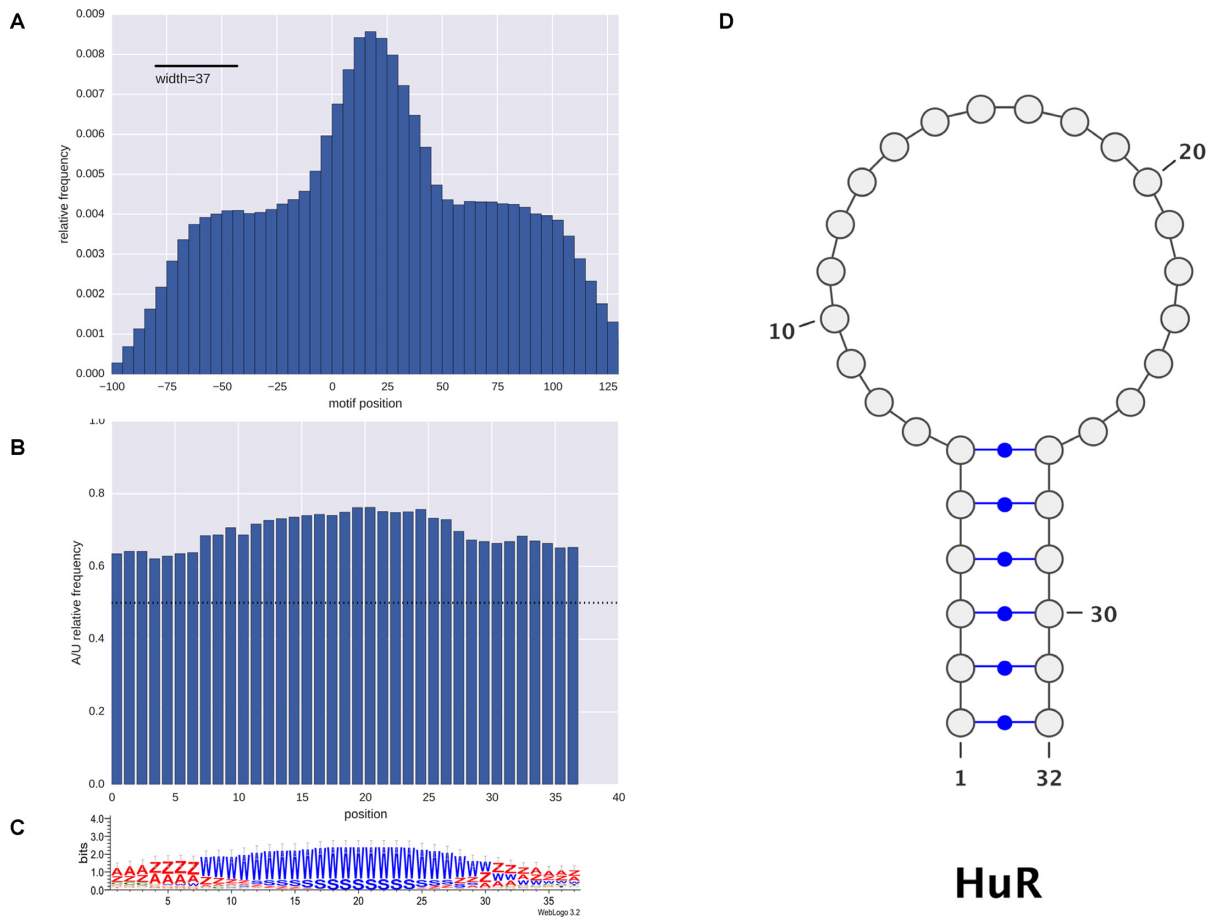 A
D
0.009
0.008
0.007
0.006
0.005
0.004
0.003
0.002
0.001
0.000
relative frequency
width=37
−100 −75 −50 −25 0 25 50 75 100 125
motif position
B
1.0
0.8
0.6
0.4
0.2
0.0
A/U relative frequency
0 5 10 15 20 25 30 35 40
position
C
4.0
3.0
2.0
1.0
0.0
bits
AAAZZZZWWWWWWWWWWWWWWWWWWWWWWWWZZ
5 10 15 20 25 30 35
WebLogo 3.2
20
10
30
1 32
HuR